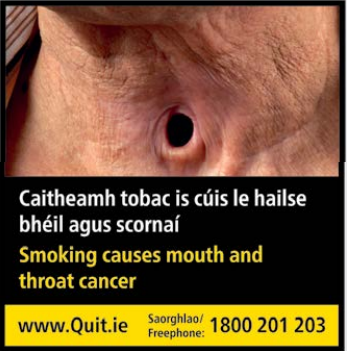 Caitheamh tobac is cúis le hailse
bhéil agus scornaí
Smoking causes mouth and
throat cancer
www.Quit.ie Saorghlao/ Freephone: 1800 201 203